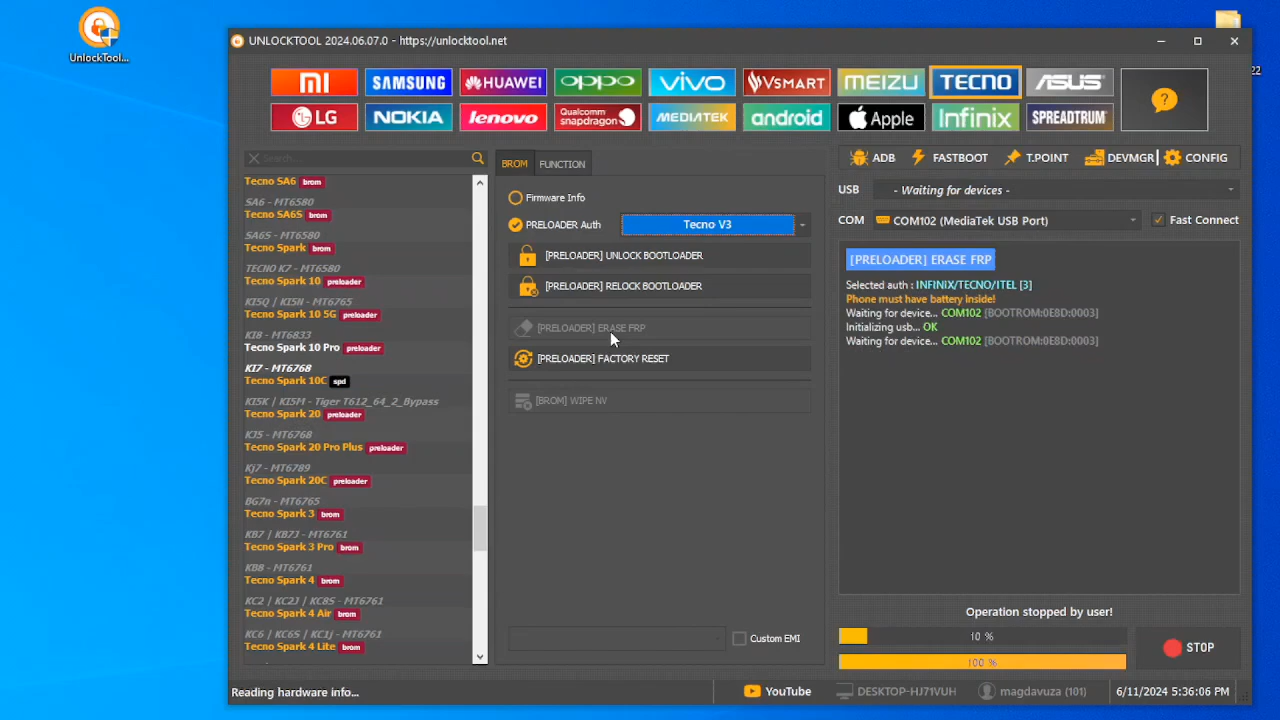 UnlockTool...
22
UNLOCKTOOL 2024.06.07.0 - https://unlocktool.net
MI
SAMSUNG
HUAWEI
oppo
vivo
VSMART
MEIZU
TECNO
ASUS
?
LG
NOKIA
lenovo
Qualcomm snapdragon
MEDIATEK
android
Apple
Infinix
SPREADTRUM
Search...
Tecno SA6 brom
SA6 - MT6580
Tecno SA6S brom
SA6S - MT6580
Tecno Spark brom
TECNO K7 - MT6580
Tecno Spark 10 preloader
KI5Q / KI5N - MT6765
Tecno Spark 10 5G preloader
KI8 - MT6833
Tecno Spark 10 Pro preloader
KI7 - MT6768
Tecno Spark 10C spd
KI5K / KI5M - Tiger T612_64_2_Bypass
Tecno Spark 20 preloader
KJ5 - MT6768
Tecno Spark 20 Pro Plus preloader
KJ7 - MT6789
Tecno Spark 20C preloader
BG7n - MT6765
Tecno Spark 3 brom
KB7 / KB7J - MT6761
Tecno Spark 3 Pro brom
KB8 - MT6761
Tecno Spark 4 brom
KC2 / KC2J / KC8S - MT6761
Tecno Spark 4 Air brom
KC6 / KC6S / KC1j - MT6761
Tecno Spark 4 Lite brom
BROM
FUNCTION
Firmware Info
PRELOADER Auth
Tecno V3
[PRELOADER] UNLOCK BOOTLOADER
[PRELOADER] RELOCK BOOTLOADER
[PRELOADER] ERASE FRP
[PRELOADER] FACTORY RESET
[BROM] WIPE NV
Custom EMI
ADB
FASTBOOT
T.POINT
DEVMGR
CONFIG
USB
- Waiting for devices -
COM
COM102 (MediaTek USB Port)
Fast Connect
[PRELOADER] ERASE FRP
Selected auth : INFINIX/TECNO/ITEL [3]
Phone must have battery inside!
Waiting for device... COM102 [BOOTROM:0E8D:0003]
Initializing usb... OK
Waiting for device... COM102 [BOOTROM:0E8D:0003]
Operation stopped by user!
10 %
100 %
STOP
Reading hardware info...
YouTube
DESKTOP-HJ71VUH
magdavuza (101)
6/11/2024 5:36:06 PM